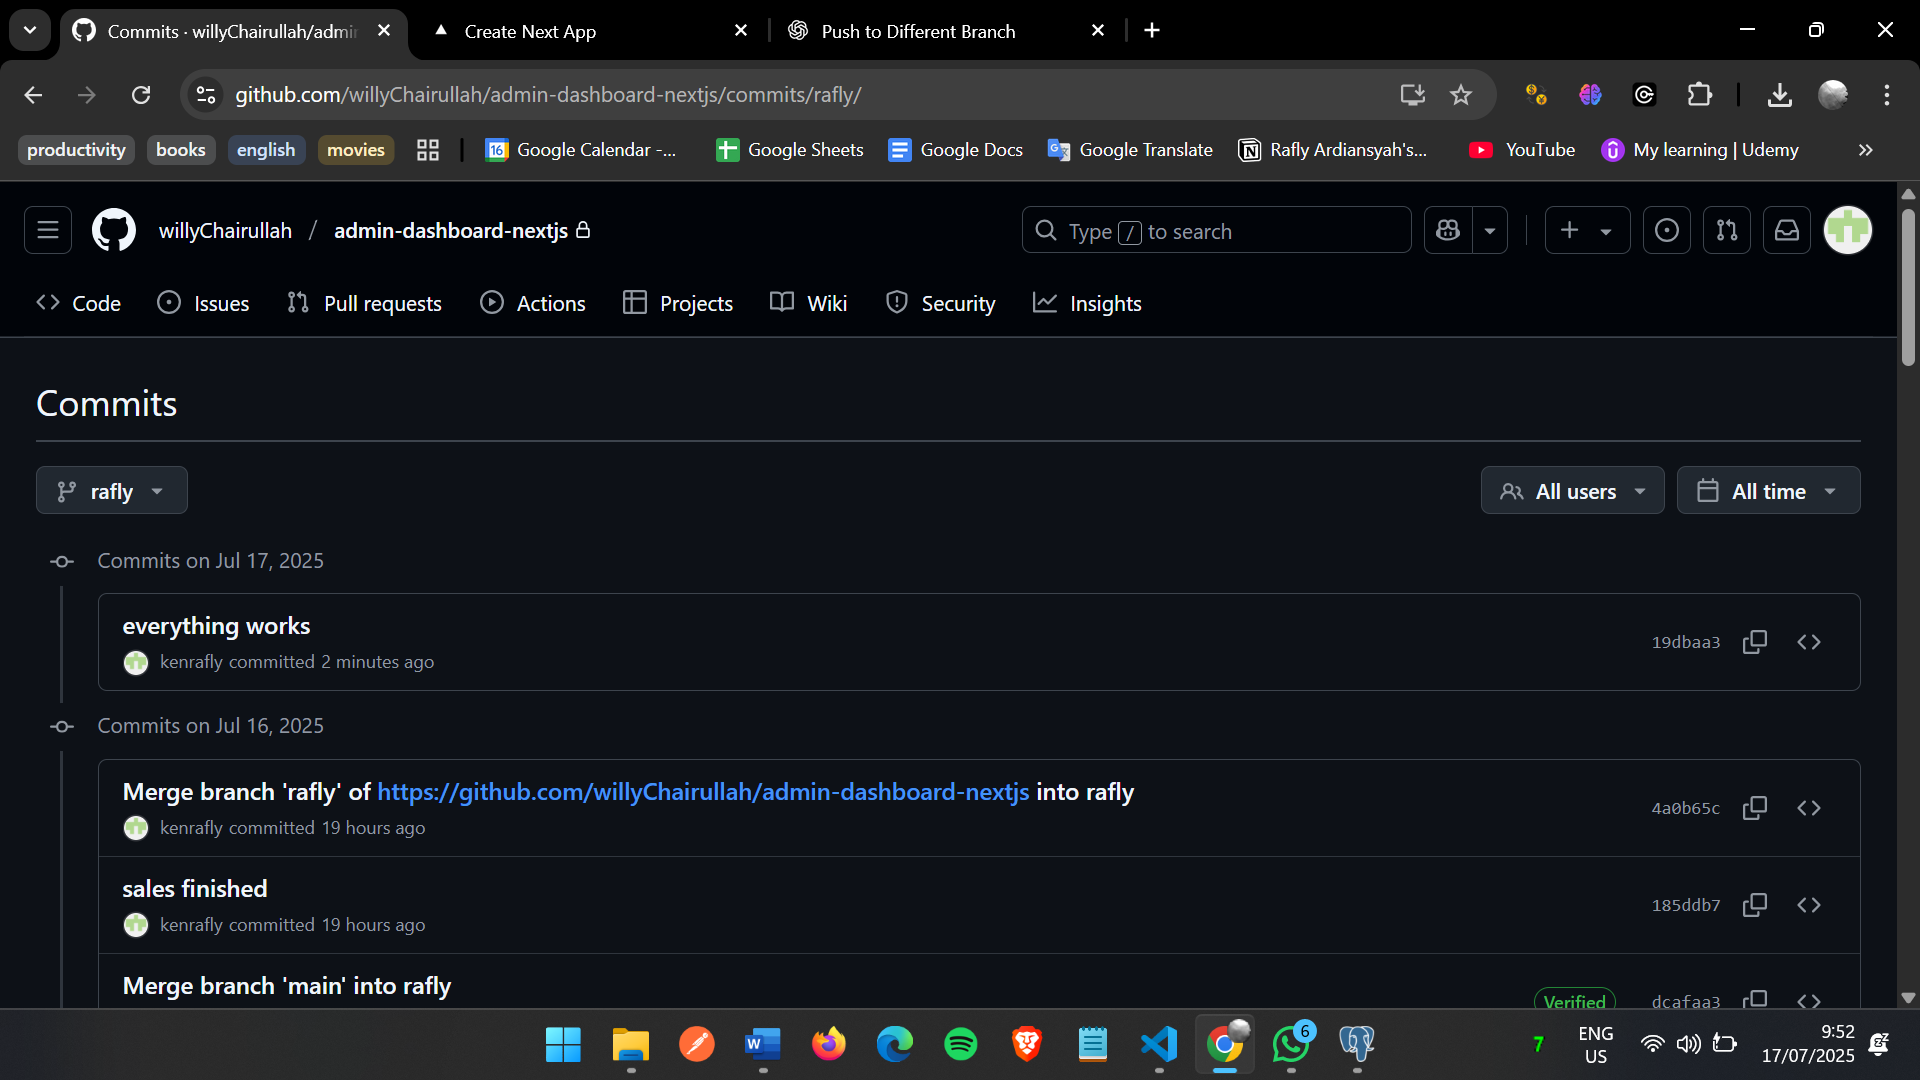 Commits · willyChairullah/admin
Create Next App
Push to Different Branch
github.com/willyChairullah/admin-dashboard-nextjs/commits/rafly/
productivity
books
english
movies
16
Google Calendar -...
Google Sheets
Google Docs
Google Translate
Rafly Ardiansyah's...
YouTube
My learning | Udemy
willyChairullah / admin-dashboard-nextjs
Type / to search
Code
Issues
Pull requests
Actions
Projects
Wiki
Security
Insights
Commits
rafly
All users
All time
Commits on Jul 17, 2025
everything works
kenrafly committed 2 minutes ago
19dbaa3
Commits on Jul 16, 2025
Merge branch 'rafly' of https://github.com/willyChairullah/admin-dashboard-nextjs into rafly
kenrafly committed 19 hours ago
4a0b65c
sales finished
kenrafly committed 19 hours ago
185ddb7
Merge branch 'main' into rafly
Verified
dcafaa3
6
7
ENG
US
9:52
17/07/2025